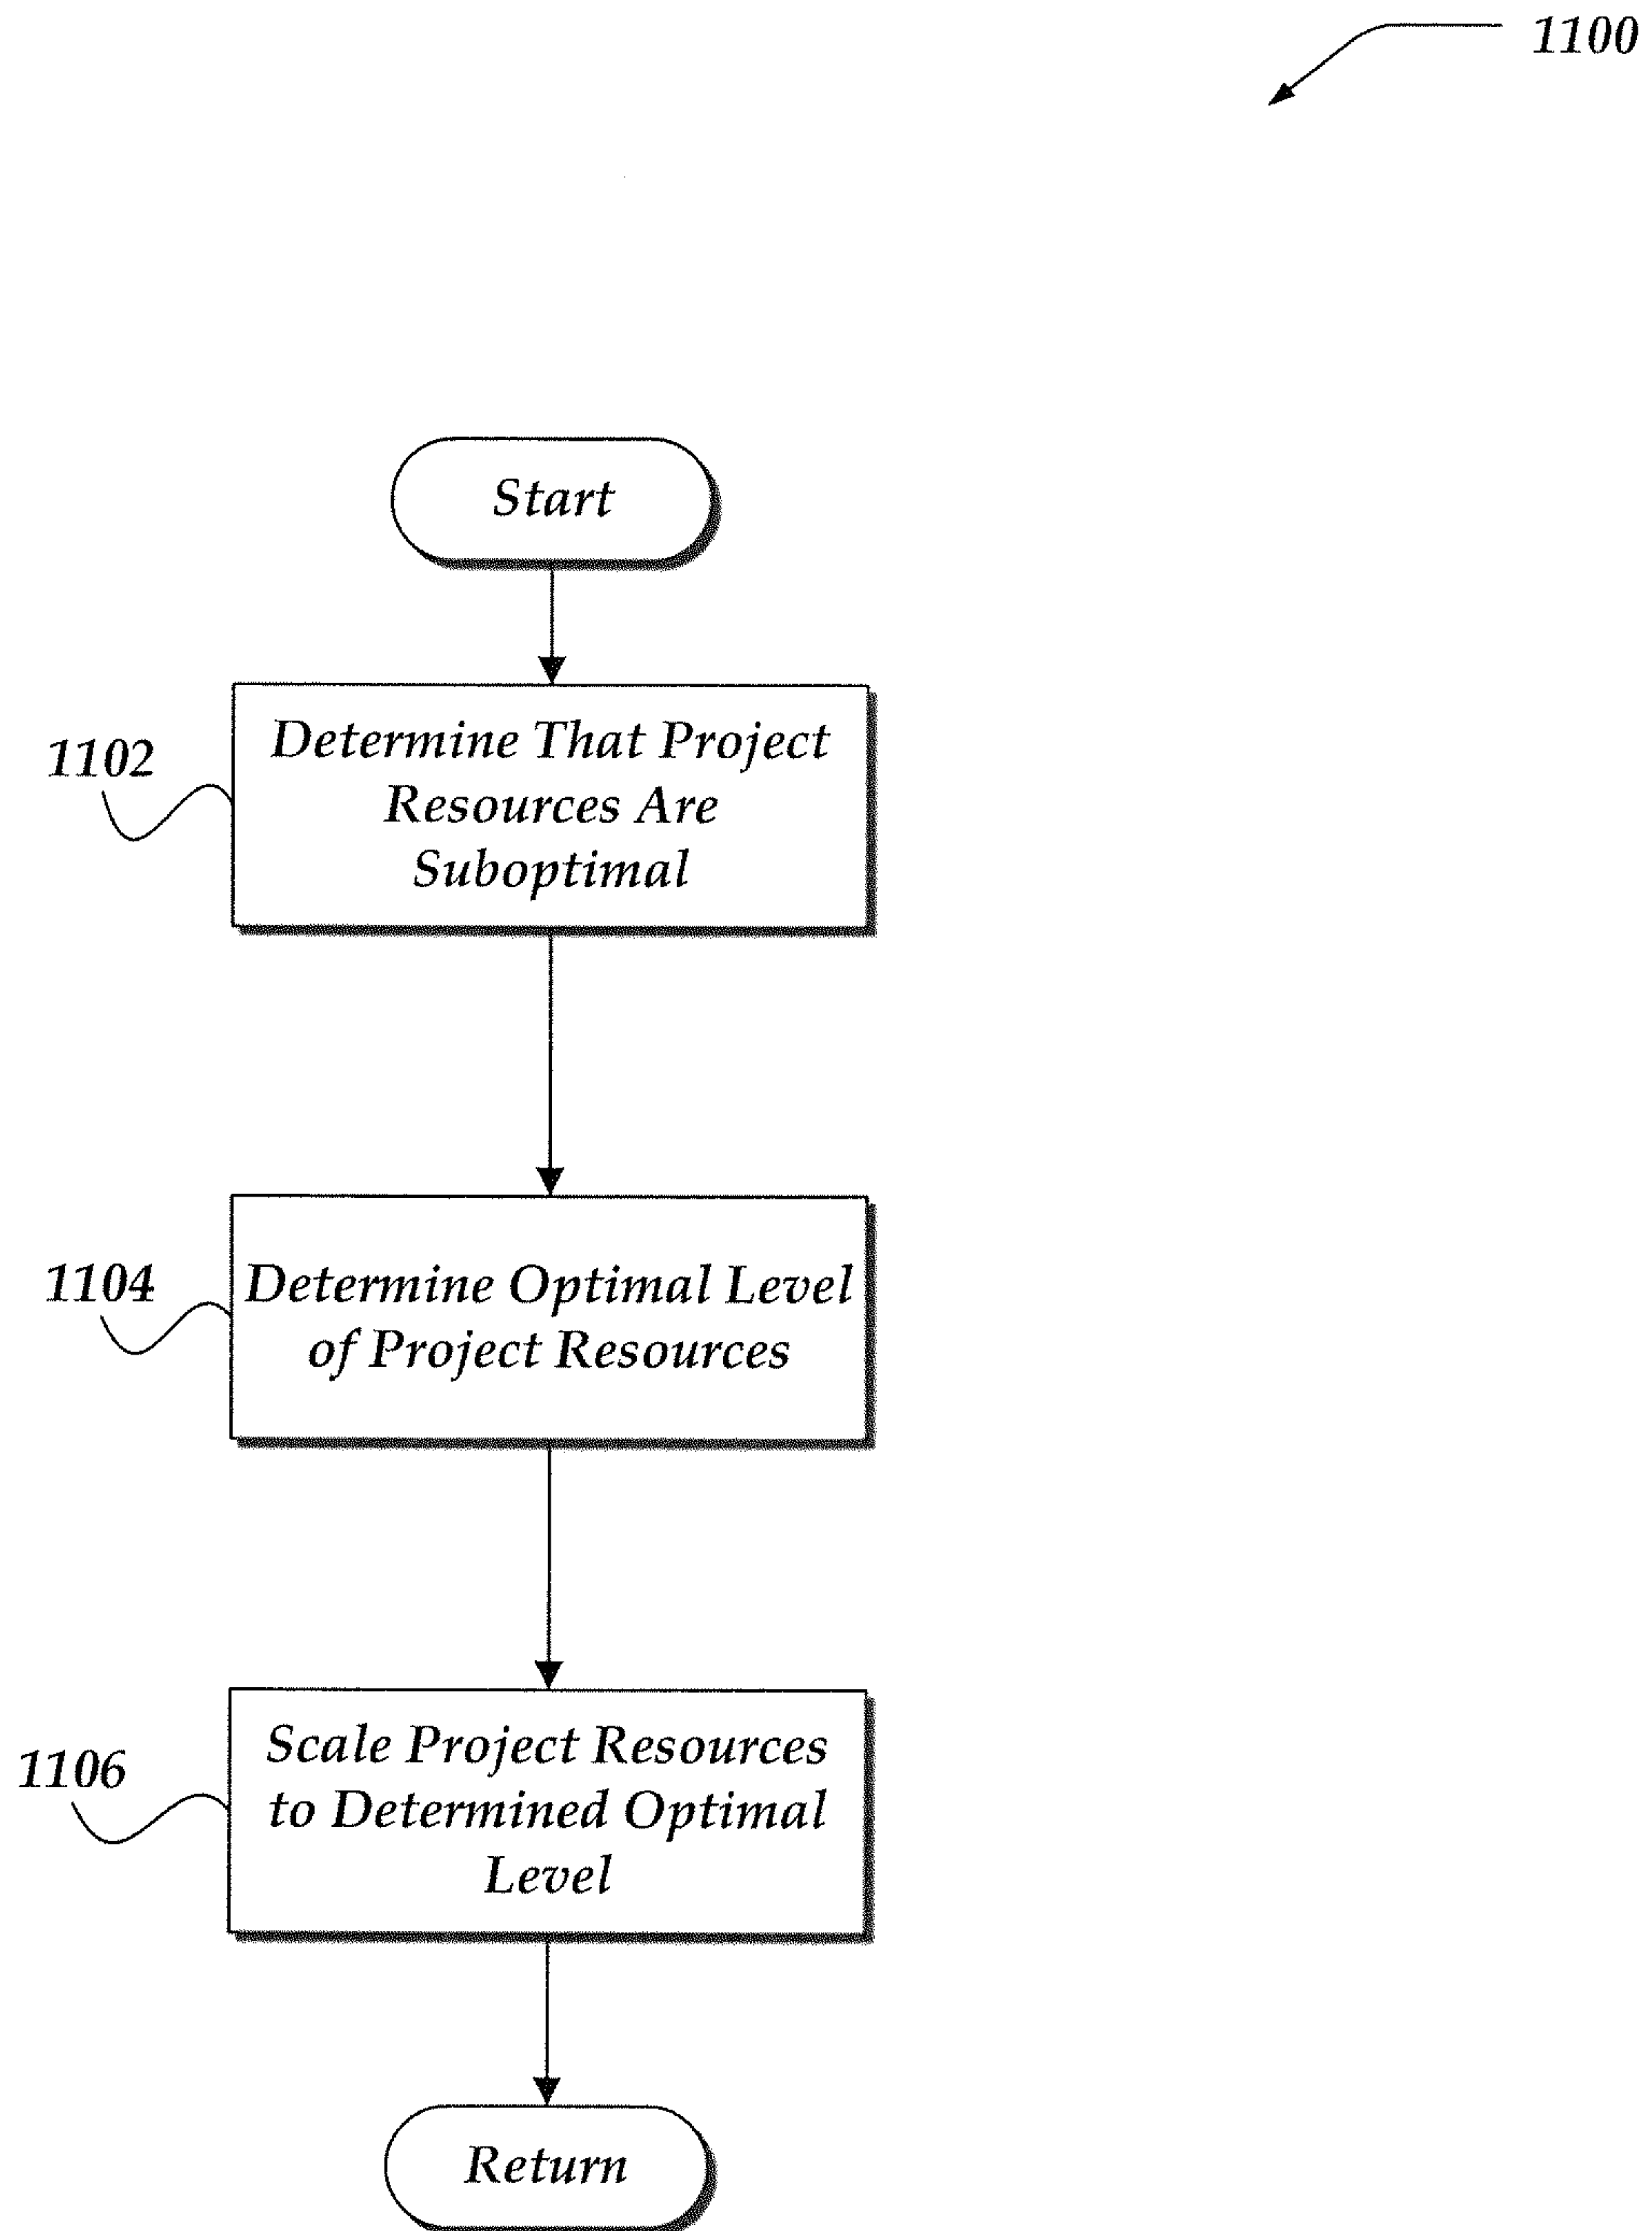 1100
Start
1102
Determine That Project
Resources Are
Suboptimal
1104
Determine Optimal Level
of Project Resources
1106
Scale Project Resources
to Determined Optimal
Level
Return